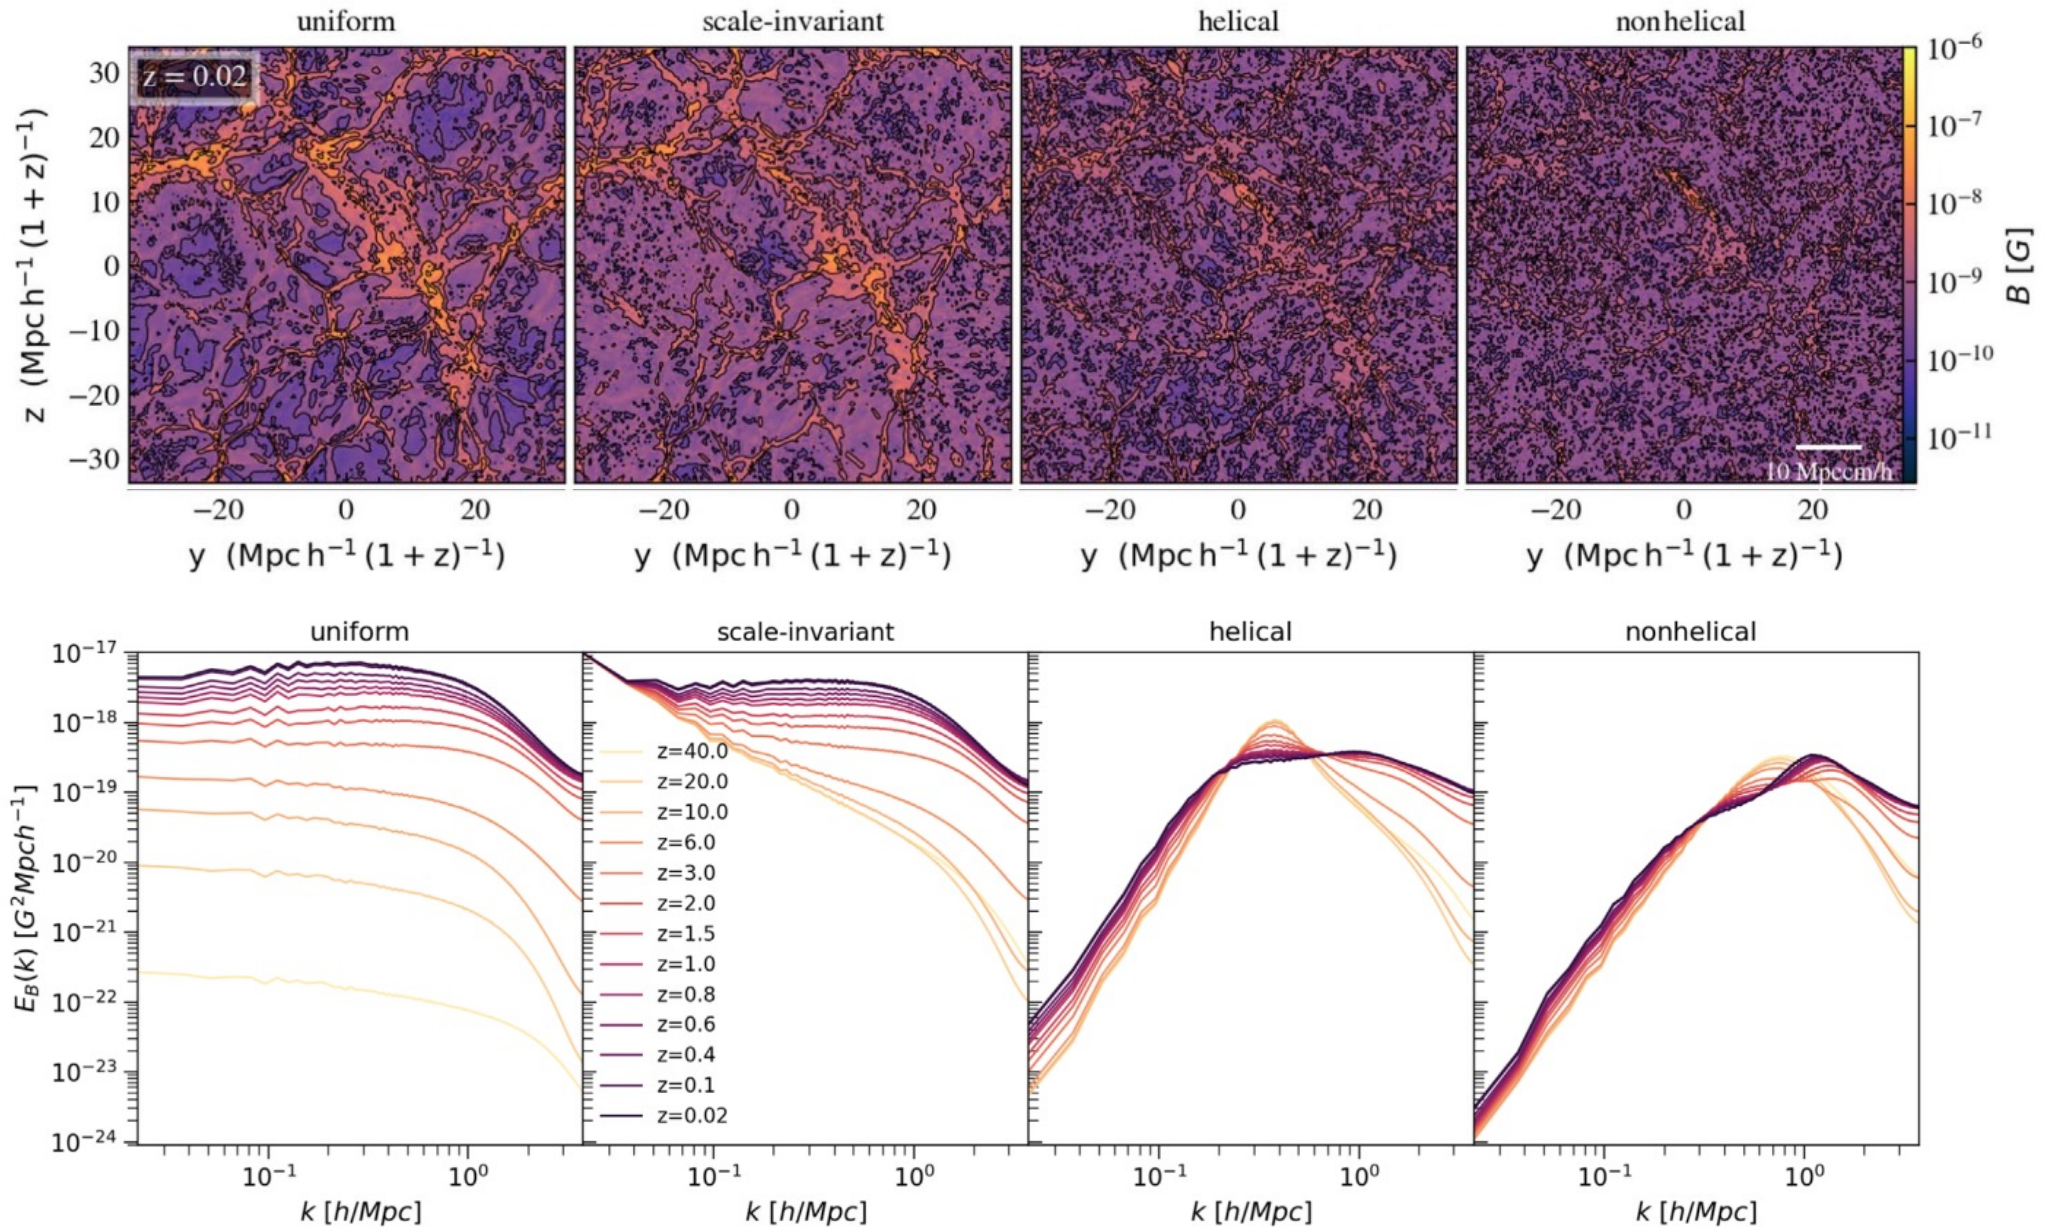 uniform scale-invariant helical nonhelical
z = 0.02
z (Mpc h⁻¹ (1 + z)⁻¹)
30
20
10
0
−10
−20
−30
10 Mpccm/h
10⁻⁶
10⁻⁷
10⁻⁸
10⁻⁹
10⁻¹⁰
10⁻¹¹
B [G]
−20 0 20 −20 0 20 −20 0 20 −20 0 20
y (Mpc h⁻¹ (1 + z)⁻¹) y (Mpc h⁻¹ (1 + z)⁻¹) y (Mpc h⁻¹ (1 + z)⁻¹) y (Mpc h⁻¹ (1 + z)⁻¹)
uniform scale-invariant helical nonhelical
E_B(k) [G²Mpch⁻¹]
10⁻¹⁷
10⁻¹⁸
10⁻¹⁹
10⁻²⁰
10⁻²¹
10⁻²²
10⁻²³
10⁻²⁴
z=40.0
z=20.0
z=10.0
z=6.0
z=3.0
z=2.0
z=1.5
z=1.0
z=0.8
z=0.6
z=0.4
z=0.1
z=0.02
10⁻¹ 10⁰ 10⁻¹ 10⁰ 10⁻¹ 10⁰ 10⁻¹ 10⁰
k [h/Mpc] k [h/Mpc] k [h/Mpc] k [h/Mpc]